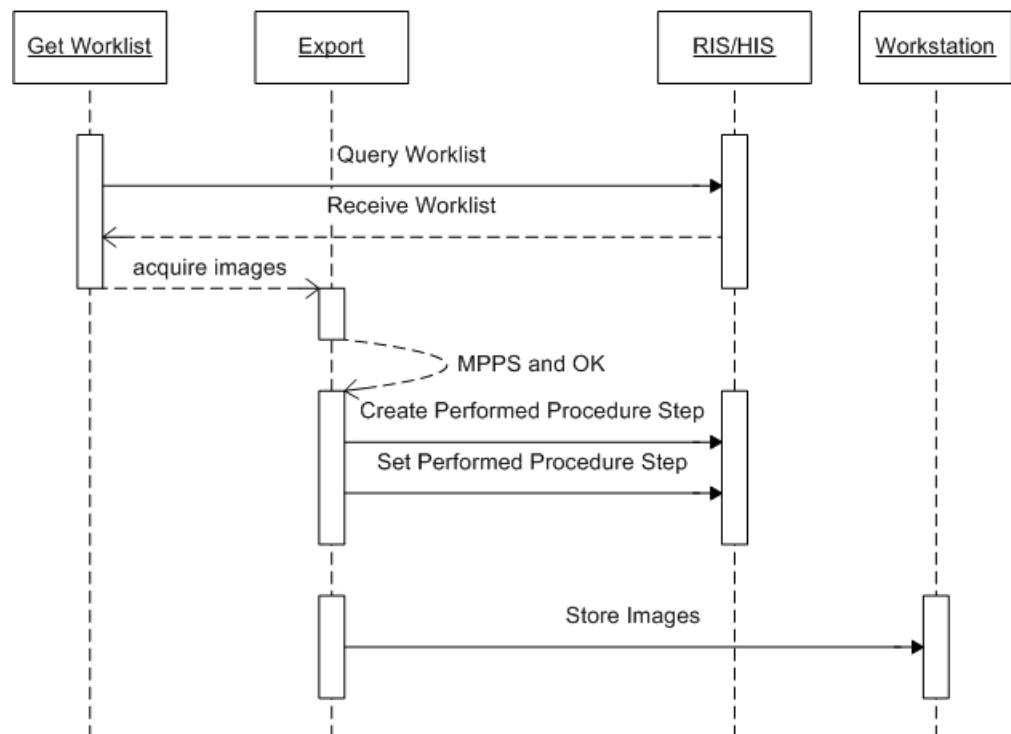 Get Worklist
Export
RIS/HIS
Workstation
Query Worklist
Receive Worklist
acquire images
MPPS and OK
Create Performed Procedure Step
Set Performed Procedure Step
Store Images